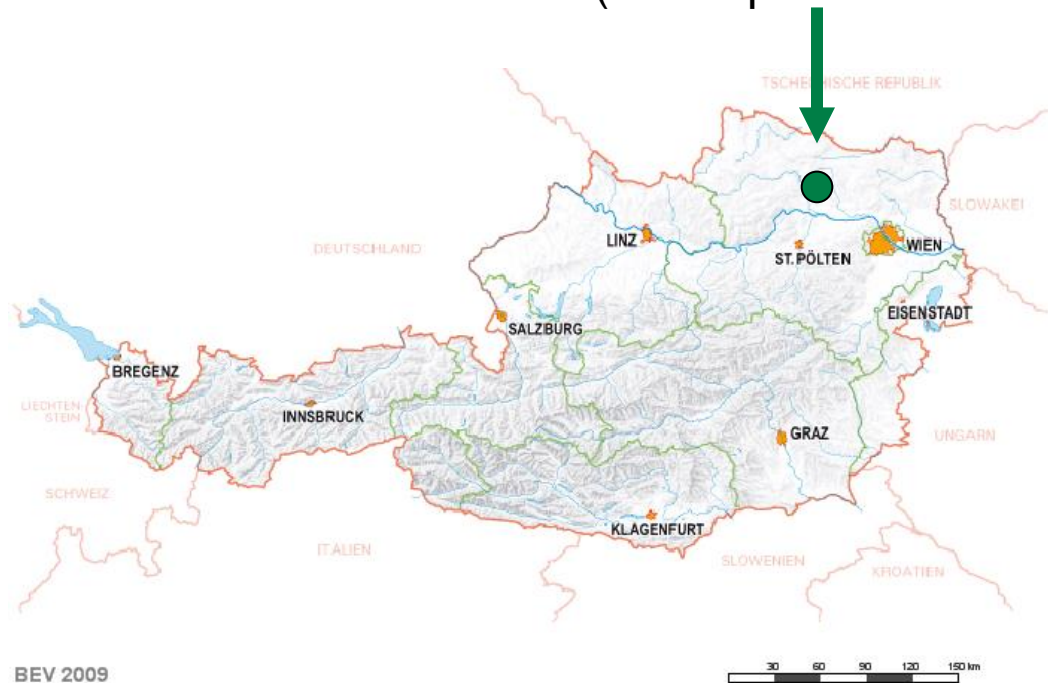 TSCHECHISCHE REPUBLIK
SLOWAKEI
DEUTSCHLAND
LINZ
WIEN
ST.PÖLTEN
EISENSTADT
SALZBURG
BREGENZ
LIECHTEN
STEIN
INNSBRUCK
GRAZ
UNGARN
SCHWEIZ
KLAGENFURT
ITALIEN
SLOWENIEN
KROATIEN
BEV 2009
30 60 90 120 150 km